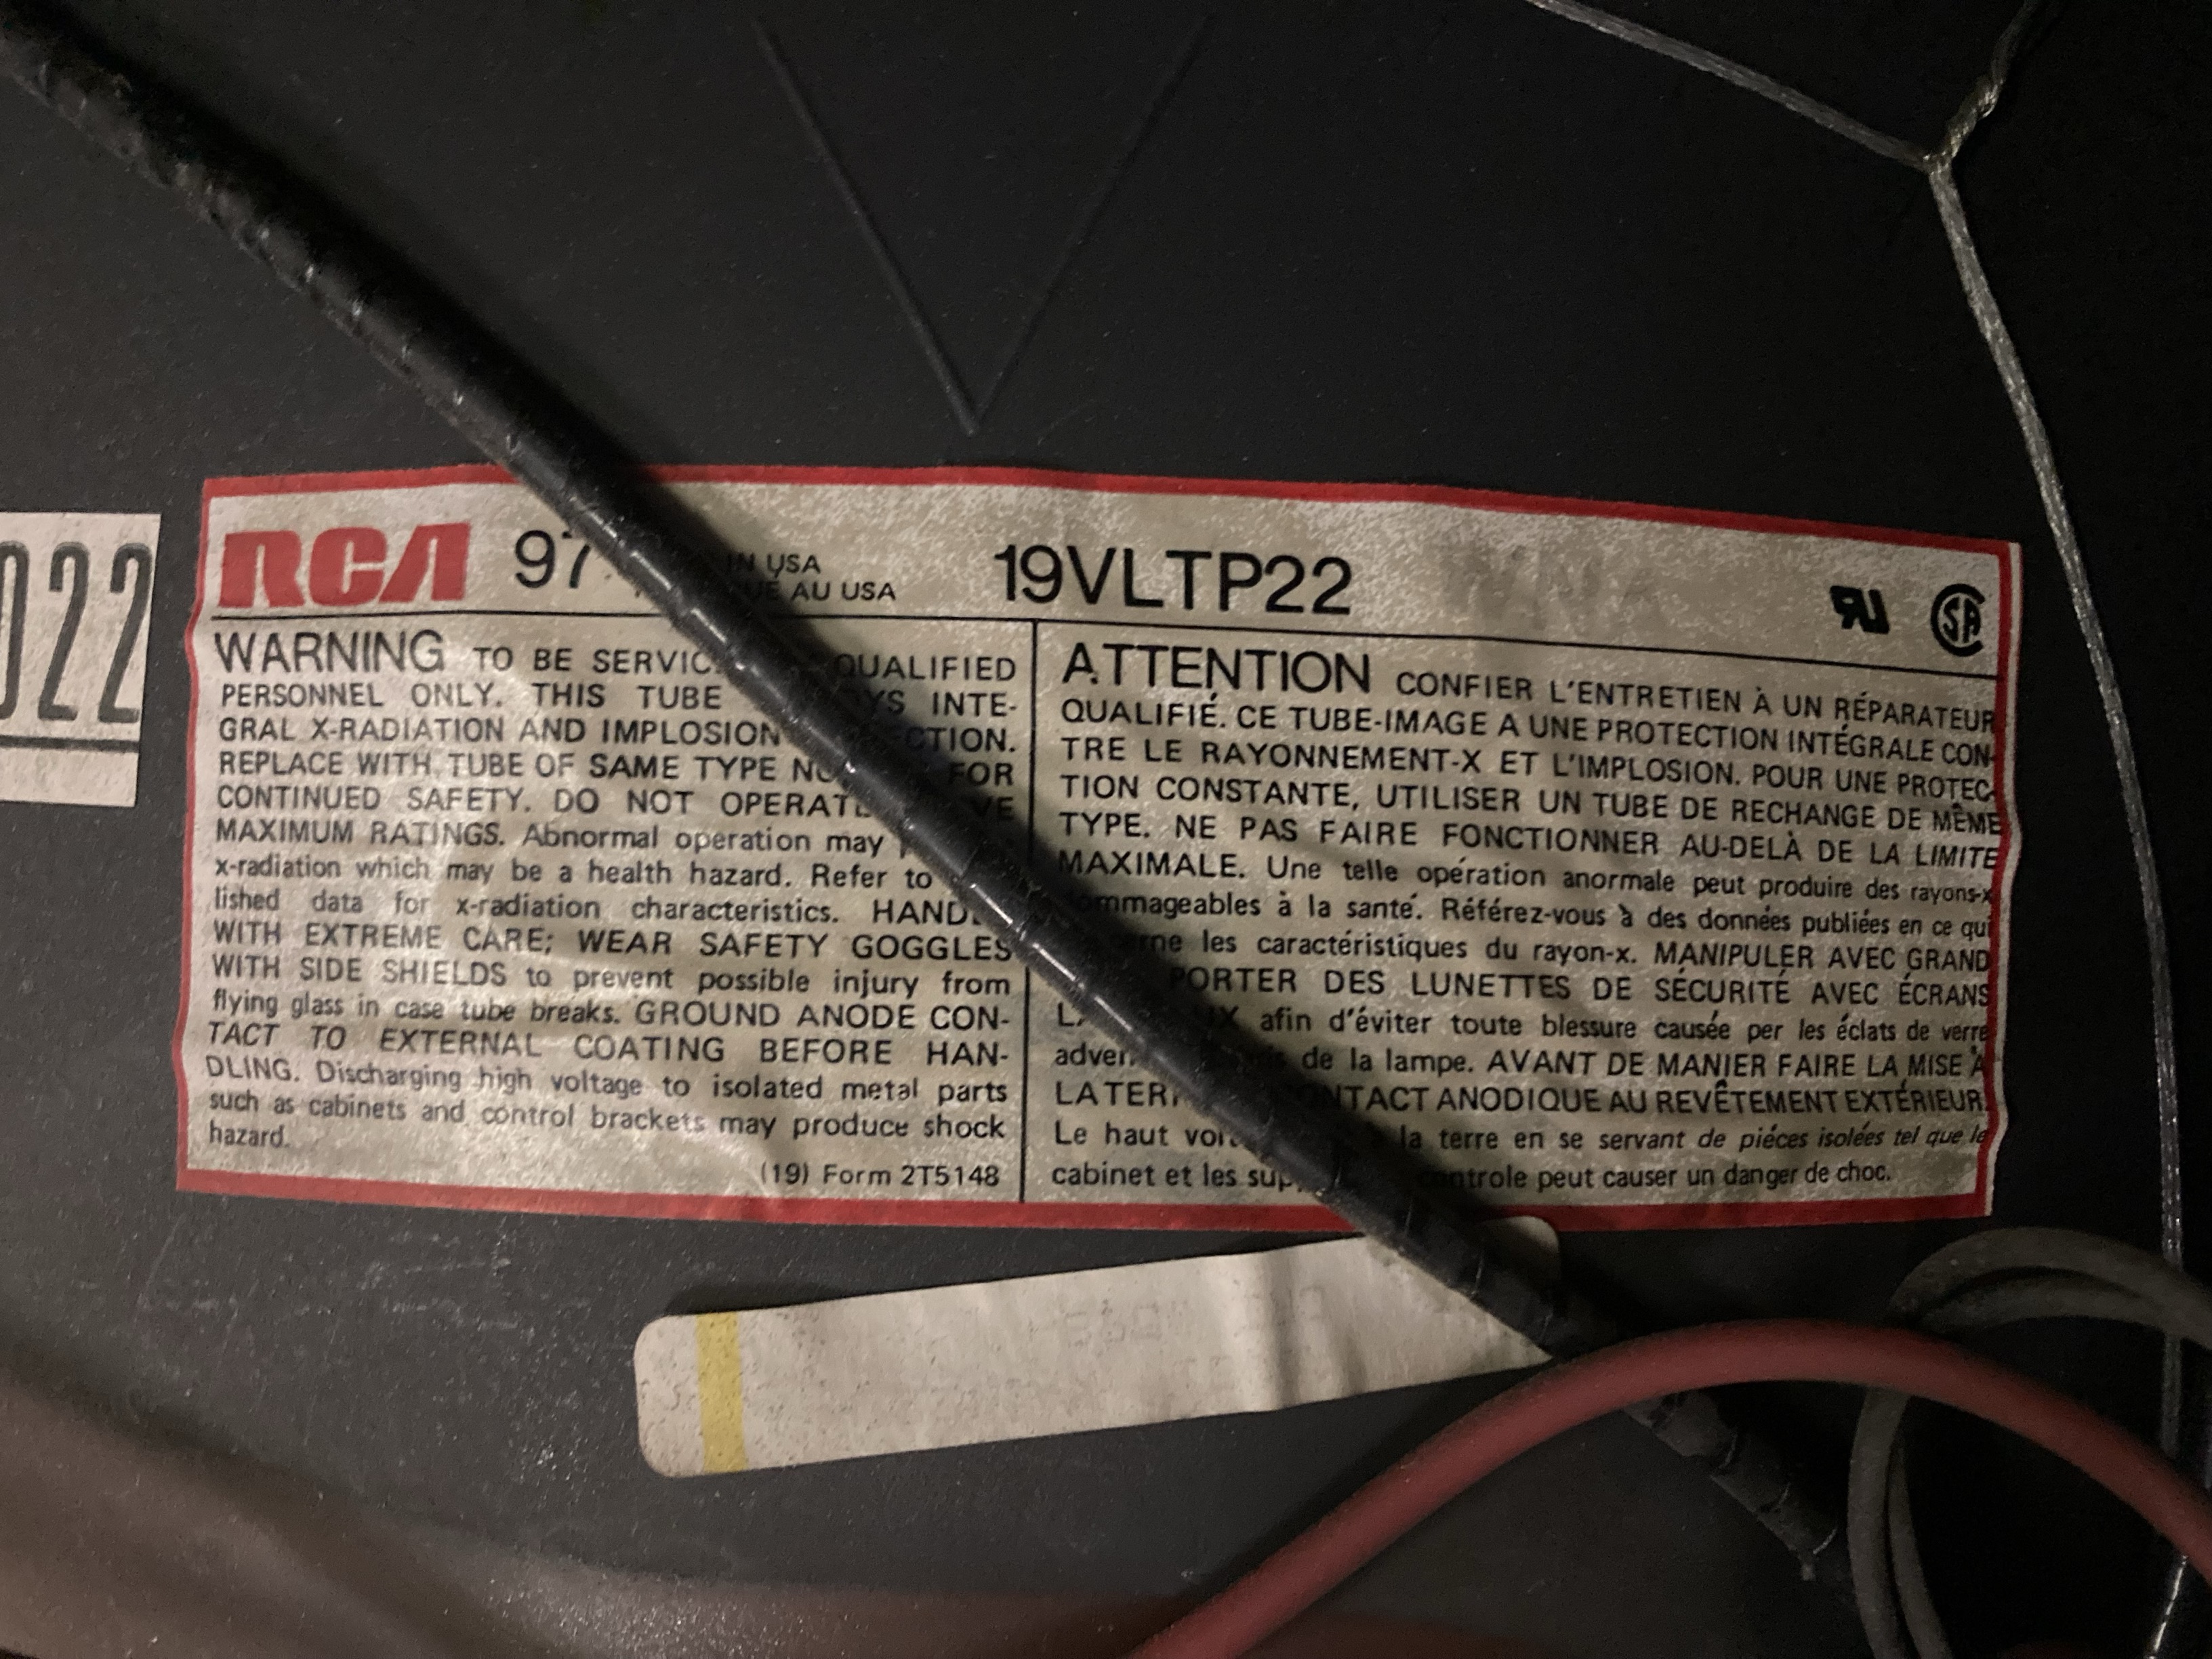 022
RCA 97 IN USA 19VLTP22
AU USA
WARNING TO BE QUALIFIED
PERSONNEL ONLY. THIS TUBE INTE-
GRAL X-RADIATION AND IMPLOSION
REPLACE WITH TUBE OF SAME TYPE FOR
CONTINUED SAFETY. DO NOT
MAXIMUM RATINGS. Abnormal operation may
x-radiation which may be a health hazard. Refer to
lished data for x-radiation characteristics.
WITH EXTREME CARE; WEAR SAFETY GOGGLES
WITH SIDE SHIELDS to prevent possible injury from
flying glass in case tube breaks. GROUND ANODE CON-
TACT TO EXTERNAL COATING BEFORE HAN-
DLING. Discharging high voltage to isolated metal parts
such as cabinets and control brackets may produce shock
hazard.
(19) Form 2T5148
ATTENTION CONFIER L'ENTRETIEN À UN RÉPARATEUR
QUALIFIÉ. CE TUBE-IMAGE A UNE PROTECTION INTÉGRALE CON-
TRE LE RAYONNEMENT-X ET L'IMPLOSION. POUR UNE PROTEC-
TION CONSTANTE, UTILISER UN TUBE DE RECHANGE DE MÊME
TYPE. NE PAS FAIRE FONCTIONNER AU-DELÀ DE LA LIMITE
MAXIMALE. Une telle opération anormale peut produire des rayons-x
à la santé. Référez-vous à des données publiées en ce qui
les caractéristiques du rayon-x. MANIPULER AVEC GRAND
PORTER DES LUNETTES DE SÉCURITÉ AVEC ÉCRANS
afin d'éviter toute blessure causée per les éclats de verre
de la lampe. AVANT DE MANIER FAIRE LA MISE À
LA ANODIQUE AU REVÊTEMENT EXTÉRIEUR.
Le haut la terre en se servant de piéces isolées tel que le
cabinet et les peut causer un danger de choc.